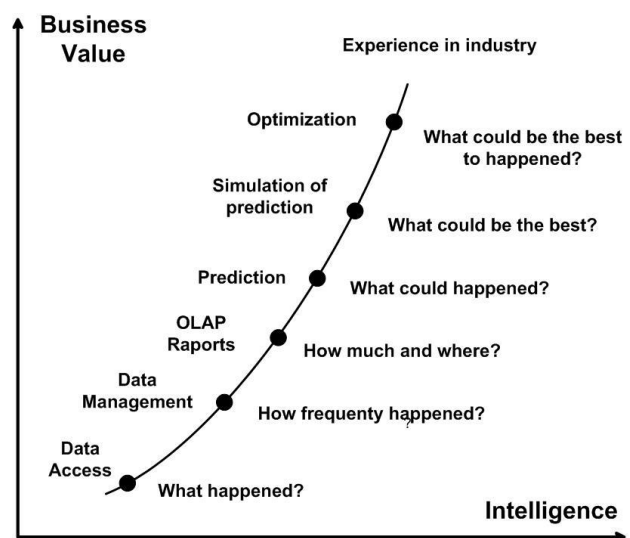 Business
Value
Experience in industry
Optimization
What could be the best
to happened?
Simulation of
prediction
What could be the best?
Prediction
What could happened?
OLAP
Raports
How much and where?
Data
Management
How frequenty happened?
?
Data
Access
What happened?
Intelligence